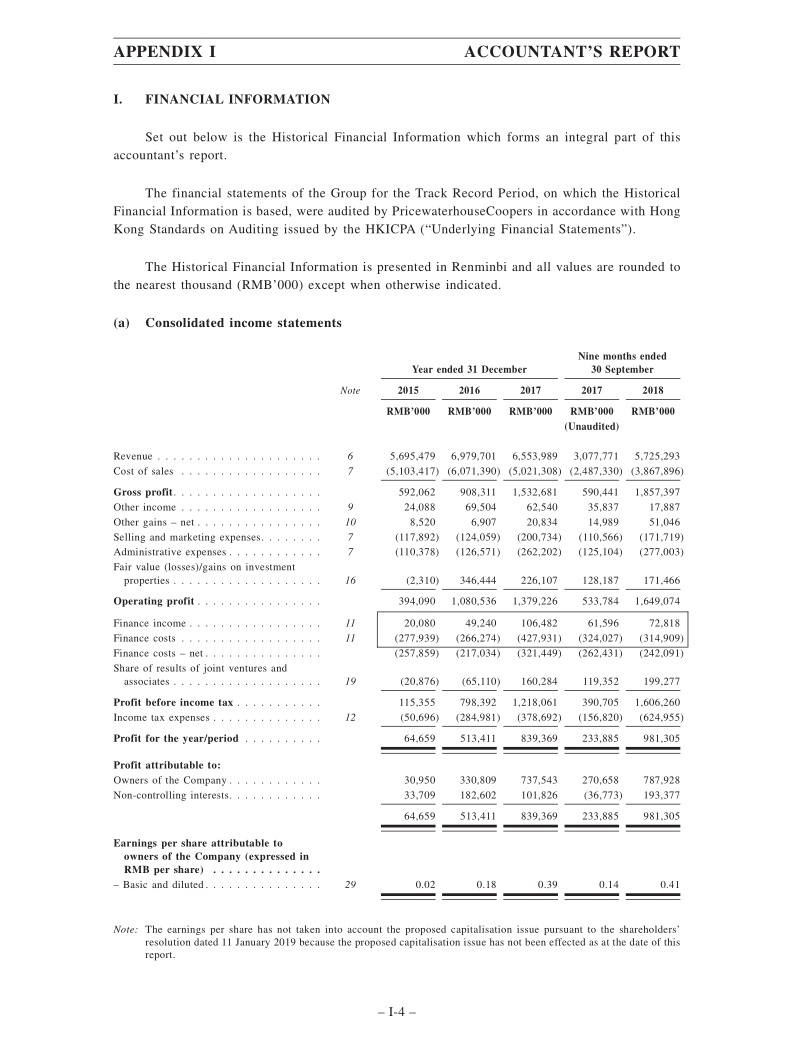 APPENDIX I ACCOUNTANT’S REPORT
I. FINANCIAL INFORMATION
Set out below is the Historical Financial Information which forms an integral part of this
accountant’s report.
The financial statements of the Group for the Track Record Period, on which the Historical
Financial Information is based, were audited by PricewaterhouseCoopers in accordance with Hong
Kong Standards on Auditing issued by the HKICPA (“Underlying Financial Statements”).
The Historical Financial Information is presented in Renminbi and all values are rounded to
the nearest thousand (RMB’000) except when otherwise indicated.
(a) Consolidated income statements
Nine months ended
Year ended 31 December 30 September
Note 2015 2016 2017 2017 2018
RMB’000 RMB’000 RMB’000 RMB’000 RMB’000
(Unaudited)
Revenue . . . . . . . . . . . . . . . . . . . . . 6 5,695,479 6,979,701 6,553,989 3,077,771 5,725,293
Cost of sales . . . . . . . . . . . . . . . . . . 7 (5,103,417) (6,071,390) (5,021,308) (2,487,330) (3,867,896)
Gross profit. . . . . . . . . . . . . . . . . . . 592,062 908,311 1,532,681 590,441 1,857,397
Other income . . . . . . . . . . . . . . . . . . 9 24,088 69,504 62,540 35,837 17,887
Other gains – net . . . . . . . . . . . . . . . . 10 8,520 6,907 20,834 14,989 51,046
Selling and marketing expenses. . . . . . . . 7 (117,892) (124,059) (200,734) (110,566) (171,719)
Administrative expenses . . . . . . . . . . . . 7 (110,378) (126,571) (262,202) (125,104) (277,003)
Fair value (losses)/gains on investment
properties . . . . . . . . . . . . . . . . . . . 16 (2,310) 346,444 226,107 128,187 171,466
Operating profit . . . . . . . . . . . . . . . . 394,090 1,080,536 1,379,226 533,784 1,649,074
Finance income . . . . . . . . . . . . . . . . . 11 20,080 49,240 106,482 61,596 72,818
Finance costs . . . . . . . . . . . . . . . . . . 11 (277,939) (266,274) (427,931) (324,027) (314,909)
Finance costs – net . . . . . . . . . . . . . . . (257,859) (217,034) (321,449) (262,431) (242,091)
Share of results of joint ventures and
associates . . . . . . . . . . . . . . . . . . . 19 (20,876) (65,110) 160,284 119,352 199,277
Profit before income tax . . . . . . . . . . . 115,355 798,392 1,218,061 390,705 1,606,260
Income tax expenses . . . . . . . . . . . . . . 12 (50,696) (284,981) (378,692) (156,820) (624,955)
Profit for the year/period . . . . . . . . . . 64,659 513,411 839,369 233,885 981,305
Profit attributable to:
Owners of the Company . . . . . . . . . . . . 30,950 330,809 737,543 270,658 787,928
Non-controlling interests. . . . . . . . . . . . 33,709 182,602 101,826 (36,773) 193,377
64,659 513,411 839,369 233,885 981,305
Earnings per share attributable to
owners of the Company (expressed in
RMB per share) . . . . . . . . . . . . . .
– Basic and diluted . . . . . . . . . . . . . . . 29 0.02 0.18 0.39 0.14 0.41
Note: The earnings per share has not taken into account the proposed capitalisation issue pursuant to the shareholders’
resolution dated 11 January 2019 because the proposed capitalisation issue has not been effected as at the date of this
report.
– I-4 –